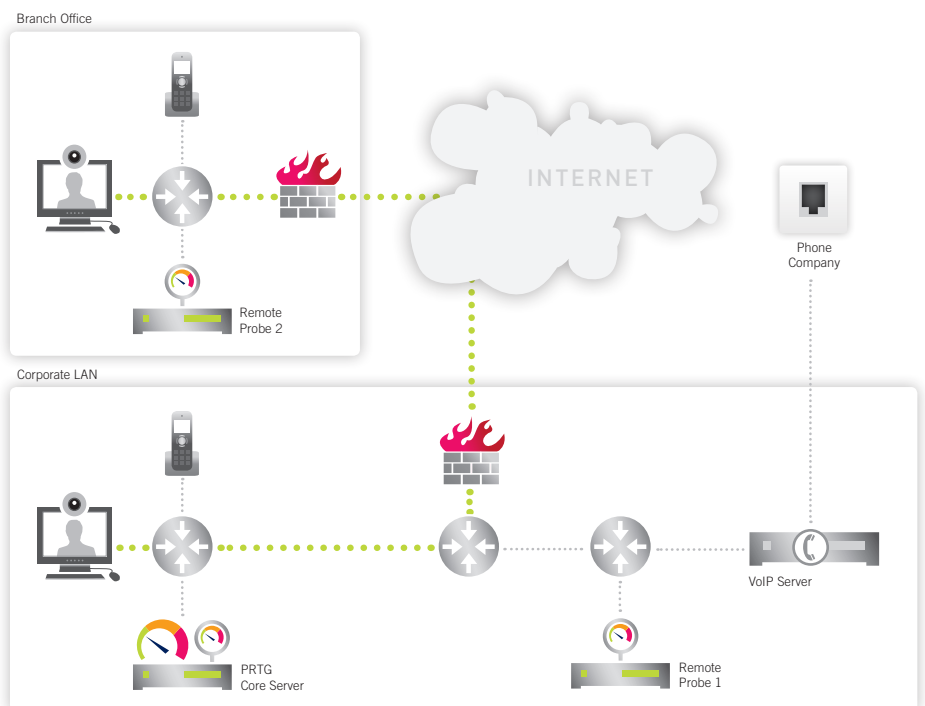 Branch Office
INTERNET
Phone
Company
Remote
Probe 2
Corporate LAN
VoIP Server
PRTG
Core Server
Remote
Probe 1